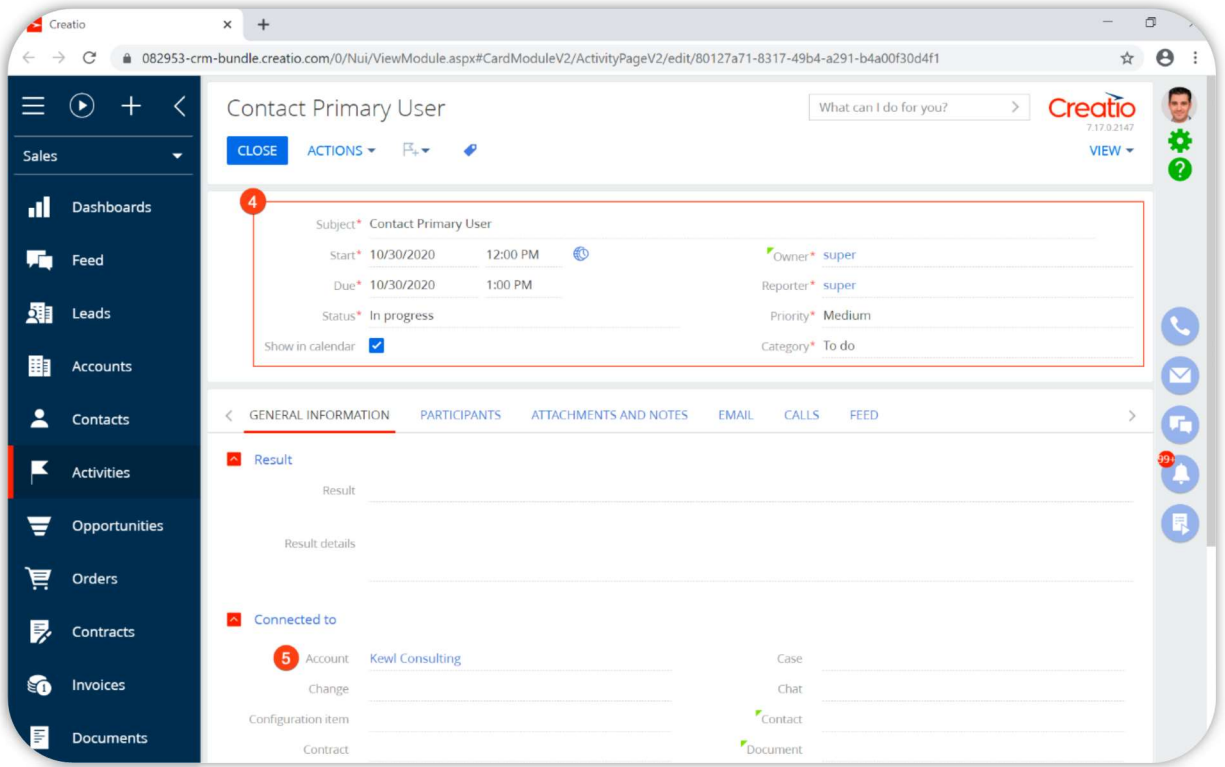 Creatio
082953-crm-bundle.creatio.com/0/Nui/ViewModule.aspx#CardModuleV2/ActivityPageV2/edit/80127a71-8317-49b4-a291-b4a00f30d4f1
Sales
Dashboards
Feed
Leads
Accounts
Contacts
Activities
Opportunities
Orders
Contracts
Invoices
Documents
Contact Primary User
What can I do for you?
Creatio
7.17.0.2147
CLOSE ACTIONS VIEW
4
Subject* Contact Primary User
Start* 10/30/2020 12:00 PM Owner* super
Due* 10/30/2020 1:00 PM Reporter* super
Status* In progress Priority* Medium
Show in calendar Category* To do
GENERAL INFORMATION PARTICIPANTS ATTACHMENTS AND NOTES EMAIL CALLS FEED
Result
Result
Result details
Connected to
5 Account Kewl Consulting Case
Change Chat
Configuration item Contact
Contract Document
99+